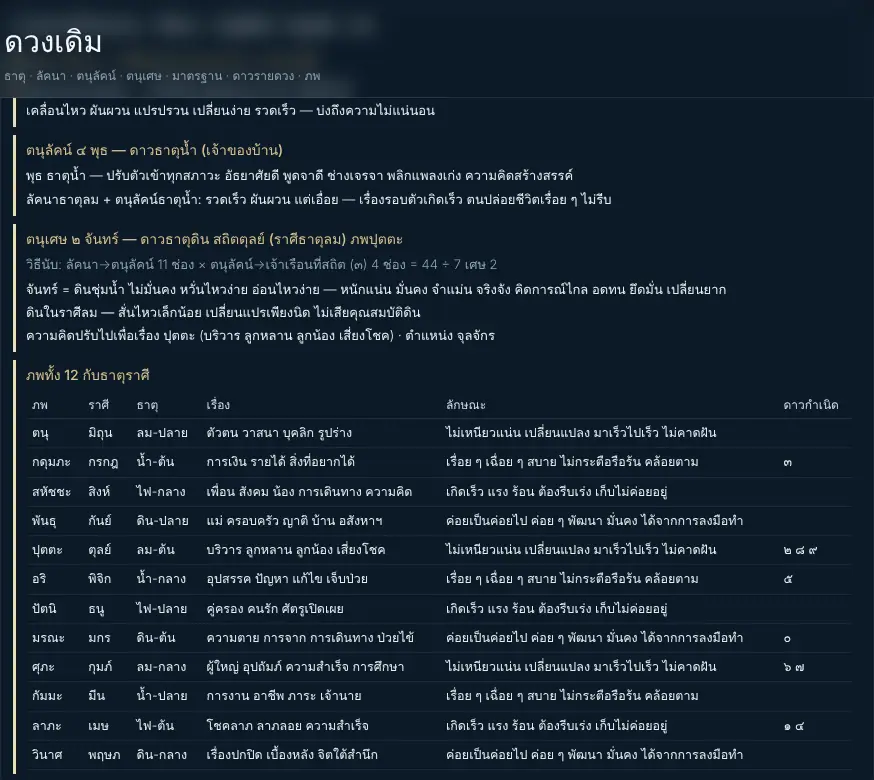 ดวงเดิม
ธาตุ · ลัคนา · ตนุลัคน์ · ตนุเศษ · มาตรฐาน · ดาวรายดวง · ภพ
เคลื่อนไหว ผันผวน แปรปรวน เปลี่ยนง่าย รวดเร็ว — บ่งถึงความไม่แน่นอน
ตนุลัคน์ ๔ พุธ — ดาวธาตุน้ำ (เจ้าของบ้าน)
พุธ ธาตุน้ำ — ปรับตัวเข้าทุกสภาวะ อัธยาศัยดี พูดจาดี ช่างเจรจา พลิกแพลงเก่ง ความคิดสร้างสรรค์
ลัคนาธาตุลม + ตนุลัคน์ธาตุน้ำ: รวดเร็ว ผันผวน แต่เอื่อย — เรื่องรอบตัวเกิดเร็ว ตนปล่อยชีวิตเรื่อย ๆ ไม่รีบ
ตนุเศษ ๒ จันทร์ — ดาวธาตุดิน สถิตตุลย์ (ราศีธาตุลม) ภพปุตตะ
วิธีนับ: ลัคนา→ตนุลัคน์ 11 ช่อง × ตนุลัคน์→เจ้าเรือนที่สถิต (๓) 4 ช่อง = 44 ÷ 7 เศษ 2
จันทร์ = ดินชุ่มน้ำ ไม่มั่นคง หวั่นไหวง่าย อ่อนไหวง่าย — หนักแน่น มั่นคง จำแม่น จริงจัง คิดการณ์ไกล อดทน ยึดมั่น เปลี่ยนยาก
ดินในราศีลม — สั่นไหวเล็กน้อย เปลี่ยนแปรเพียงนิด ไม่เสียคุณสมบัติดิน
ความคิดปรับไปเพื่อเรื่อง ปุตตะ (บริวาร ลูกหลาน ลูกน้อง เสี่ยงโชค) · ตำแหน่ง จุลจักร
ภพทั้ง 12 กับธาตุราศี
ภพ ราศี ธาตุ เรื่อง ลักษณะ ดาวกำเนิด
ตนุ มิถุน ลม-ปลาย ตัวตน วาสนา บุคลิก รูปร่าง ไม่เหนียวแน่น เปลี่ยนแปลง มาเร็วไปเร็ว ไม่คาดฝัน
กดุมภะ กรกฎ น้ำ-ต้น การเงิน รายได้ สิ่งที่อยากได้ เรื่อย ๆ เฉื่อย ๆ สบาย ไม่กระตือรือร้น คล้อยตาม ๓
สหัชชะ สิงห์ ไฟ-กลาง เพื่อน สังคม น้อง การเดินทาง ความคิด เกิดเร็ว แรง ร้อน ต้องรีบเร่ง เก็บไม่ค่อยอยู่
พันธุ กันย์ ดิน-ปลาย แม่ ครอบครัว ญาติ บ้าน อสังหาฯ ค่อยเป็นค่อยไป ค่อย ๆ พัฒนา มั่นคง ได้จากการลงมือทำ
ปุตตะ ตุลย์ ลม-ต้น บริวาร ลูกหลาน ลูกน้อง เสี่ยงโชค ไม่เหนียวแน่น เปลี่ยนแปลง มาเร็วไปเร็ว ไม่คาดฝัน ๒ ๘ ๙
อริ พิจิก น้ำ-กลาง อุปสรรค ปัญหา แก้ไข เจ็บป่วย เรื่อย ๆ เฉื่อย ๆ สบาย ไม่กระตือรือร้น คล้อยตาม ๕
ปัตนิ ธนู ไฟ-ปลาย คู่ครอง คนรัก ศัตรูเปิดเผย เกิดเร็ว แรง ร้อน ต้องรีบเร่ง เก็บไม่ค่อยอยู่
มรณะ มกร ดิน-ต้น ความตาย การจาก การเดินทาง ป่วยไข้ ค่อยเป็นค่อยไป ค่อย ๆ พัฒนา มั่นคง ได้จากการลงมือทำ ๐
ศุภะ กุมภ์ ลม-กลาง ผู้ใหญ่ อุปถัมภ์ ความสำเร็จ การศึกษา ไม่เหนียวแน่น เปลี่ยนแปลง มาเร็วไปเร็ว ไม่คาดฝัน ๖ ๗
กัมมะ มีน น้ำ-ปลาย การงาน อาชีพ ภาระ เจ้านาย เรื่อย ๆ เฉื่อย ๆ สบาย ไม่กระตือรือร้น คล้อยตาม
ลาภะ เมษ ไฟ-ต้น โชคลาภ ลาภลอย ความสำเร็จ เกิดเร็ว แรง ร้อน ต้องรีบเร่ง เก็บไม่ค่อยอยู่ ๑ ๔
วินาศ พฤษภ ดิน-กลาง เรื่องปกปิด เบื้องหลัง จิตใต้สำนึก ค่อยเป็นค่อยไป ค่อย ๆ พัฒนา มั่นคง ได้จากการลงมือทำ